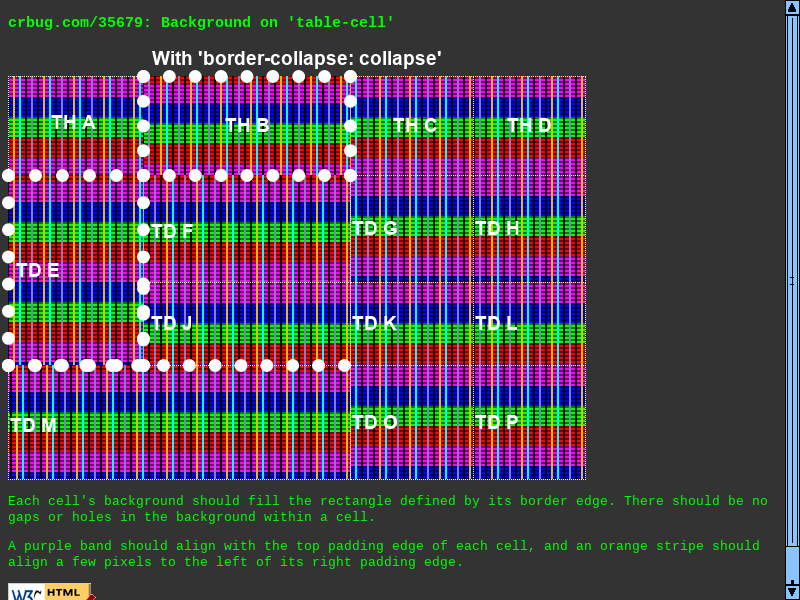 crbug.com/35679: Background on 'table-cell'
With 'border-collapse: collapse'
TH A TH B TH C TH D
TD E TD F TD G TD H
TD J TD K TD L
TD M TD O TD P
Each cell's background should fill the rectangle defined by its border edge. There should be no
gaps or holes in the background within a cell.
A purple band should align with the top padding edge of each cell, and an orange stripe should
align a few pixels to the left of its right padding edge.
W3C HTML